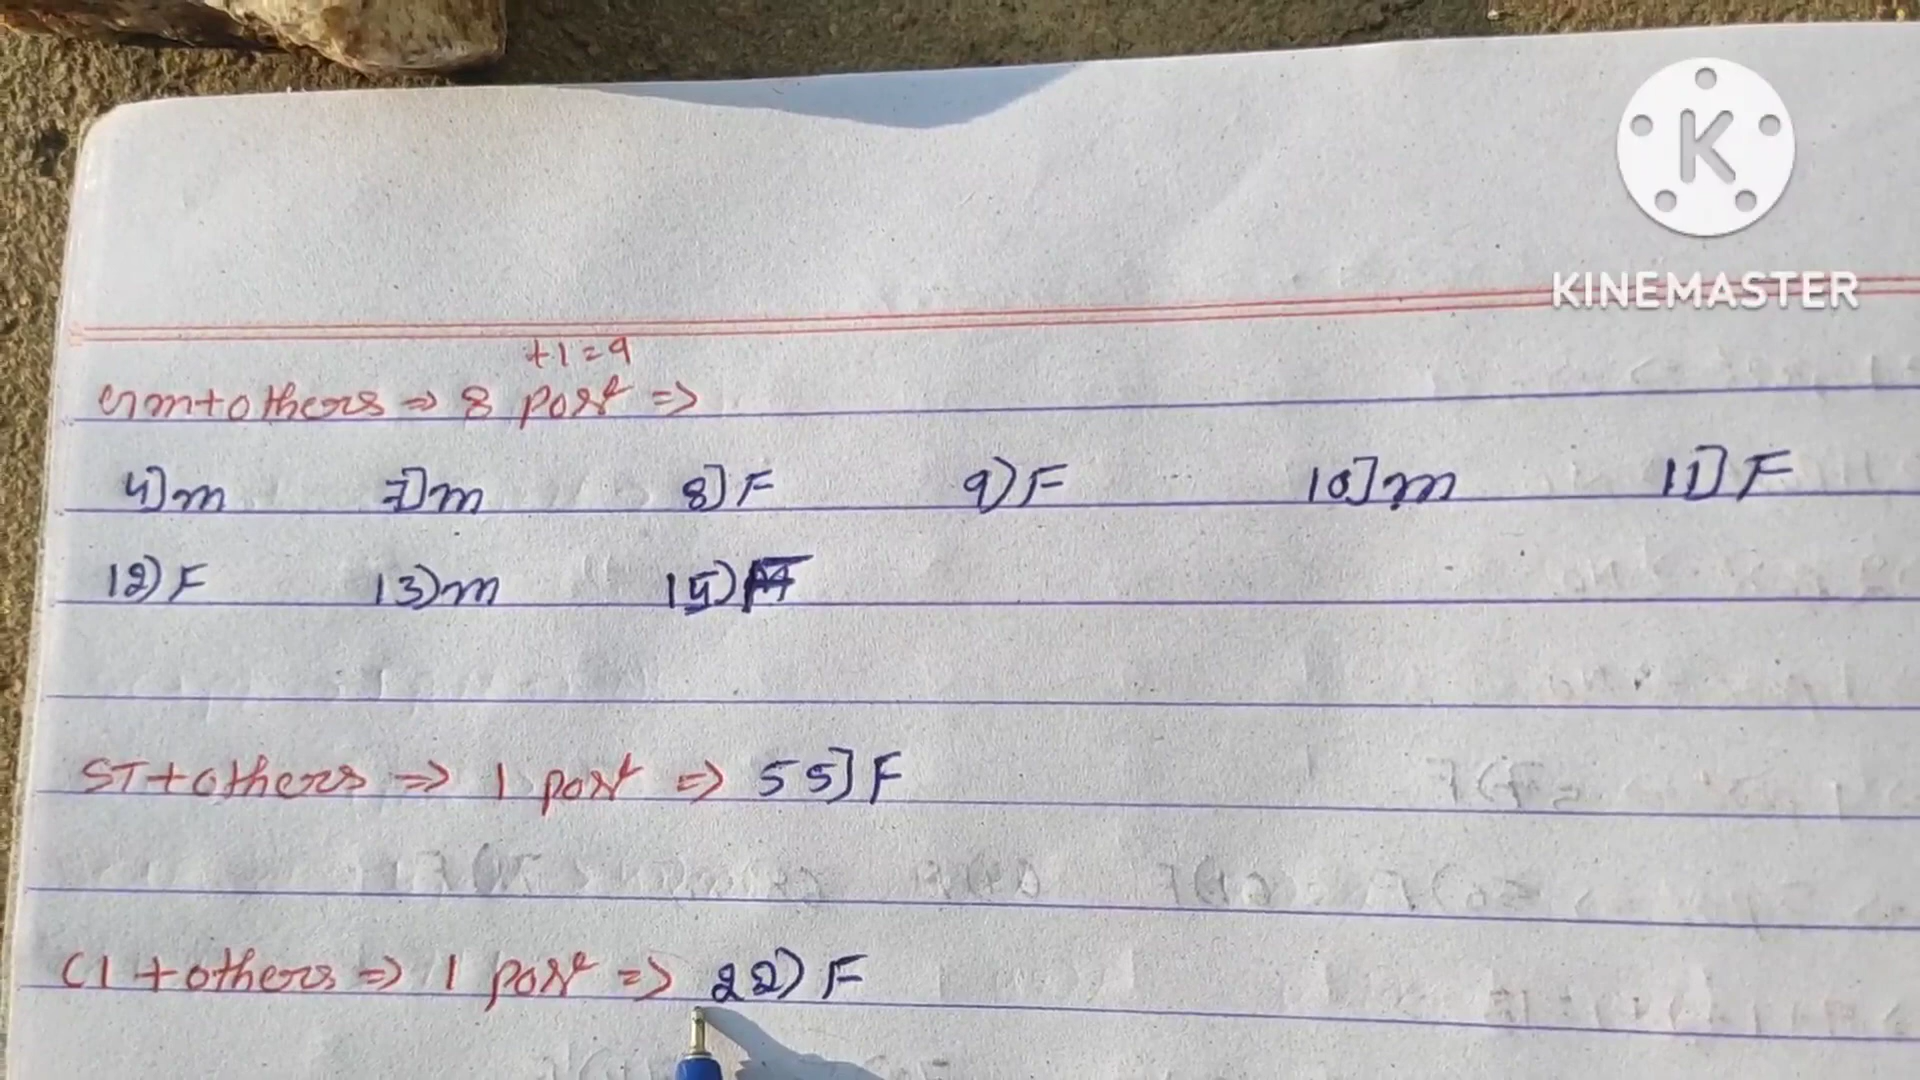 KINEMASTER
+1=9
GM+others => 8 post =>
4]m 7]m 8]F 9)F 10]m 11]F
12)F 13)m 15)
ST+others => 1 post => 55]F
C1+others => 1 post => 22)F